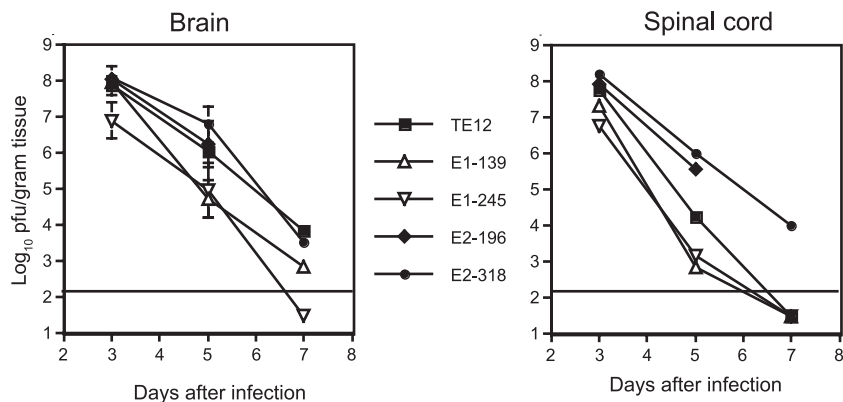 Brain
Spinal cord
Log₁₀ pfu/gram tissue
9
8
7
6
5
4
3
2
1
2 3 4 5 6 7 8
Days after infection
TE12
E1-139
E1-245
E2-196
E2-318
9
8
7
6
5
4
3
2
1
2 3 4 5 6 7 8
Days after infection